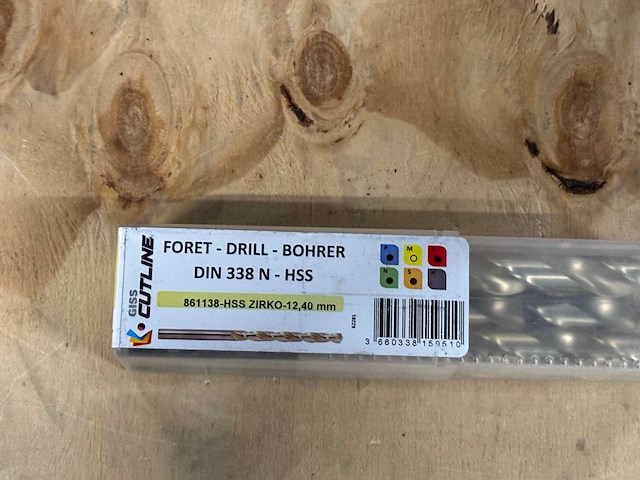 GISS
CUTLINE
FORET - DRILL - BOHRER
DIN 338 N - HSS
861138-HSS ZIRKO-12,40 mm
P M K
N S H
3 660338 159510